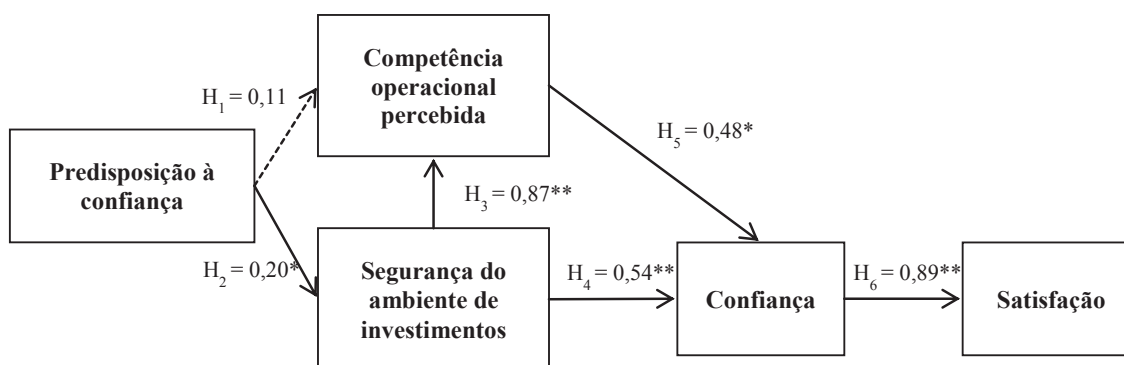 Competência
operacional
percebida
H₁ = 0,11
H₅ = 0,48*
Predisposição à
confiança
H₃ = 0,87**
H₂ = 0,20*
Segurança do
ambiente de
investimentos
H₄ = 0,54**
Confiança
H₆ = 0,89**
Satisfação